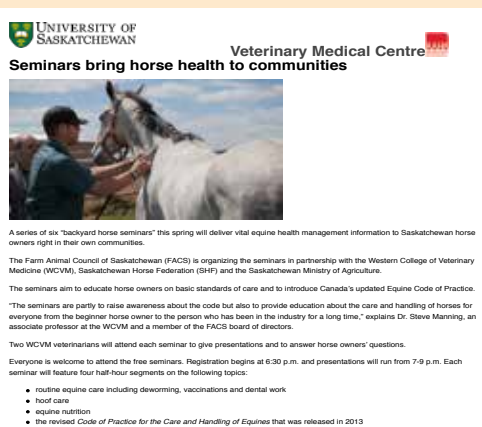 UNIVERSITY OF
SASKATCHEWAN
Veterinary Medical Centre
Seminars bring horse health to communities
A series of six “backyard horse seminars” this spring will deliver vital equine health management information to Saskatchewan horse
owners right in their own communities.
The Farm Animal Council of Saskatchewan (FACS) is organizing the seminars in partnership with the Western College of Veterinary
Medicine (WCVM), Saskatchewan Horse Federation (SHF) and the Saskatchewan Ministry of Agriculture.
The seminars aim to educate horse owners on basic standards of care and to introduce Canada's updated Equine Code of Practice.
“The seminars are partly to raise awareness about the code but also to provide education about the care and handling of horses for
everyone from the beginner horse owner to the person who has been in the industry for a long time,” explains Dr. Steve Manning, an
associate professor at the WCVM and a member of the FACS board of directors.
Two WCVM veterinarians will attend each seminar to give presentations and to answer horse owners' questions.
Everyone is welcome to attend the free seminars. Registration begins at 6:30 p.m. and presentations will run from 7-9 p.m. Each
seminar will feature four half-hour segments on the following topics:
• routine equine care including deworming, vaccinations and dental work
• hoof care
• equine nutrition
• the revised Code of Practice for the Care and Handling of Equines that was released in 2013